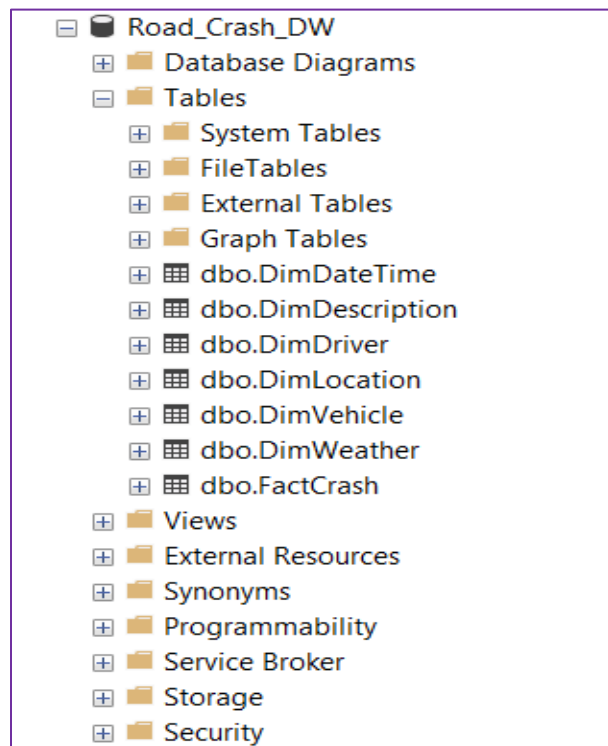 Road_Crash_DW
Database Diagrams
Tables
System Tables
FileTables
External Tables
Graph Tables
dbo.DimDateTime
dbo.DimDescription
dbo.DimDriver
dbo.DimLocation
dbo.DimVehicle
dbo.DimWeather
dbo.FactCrash
Views
External Resources
Synonyms
Programmability
Service Broker
Storage
Security